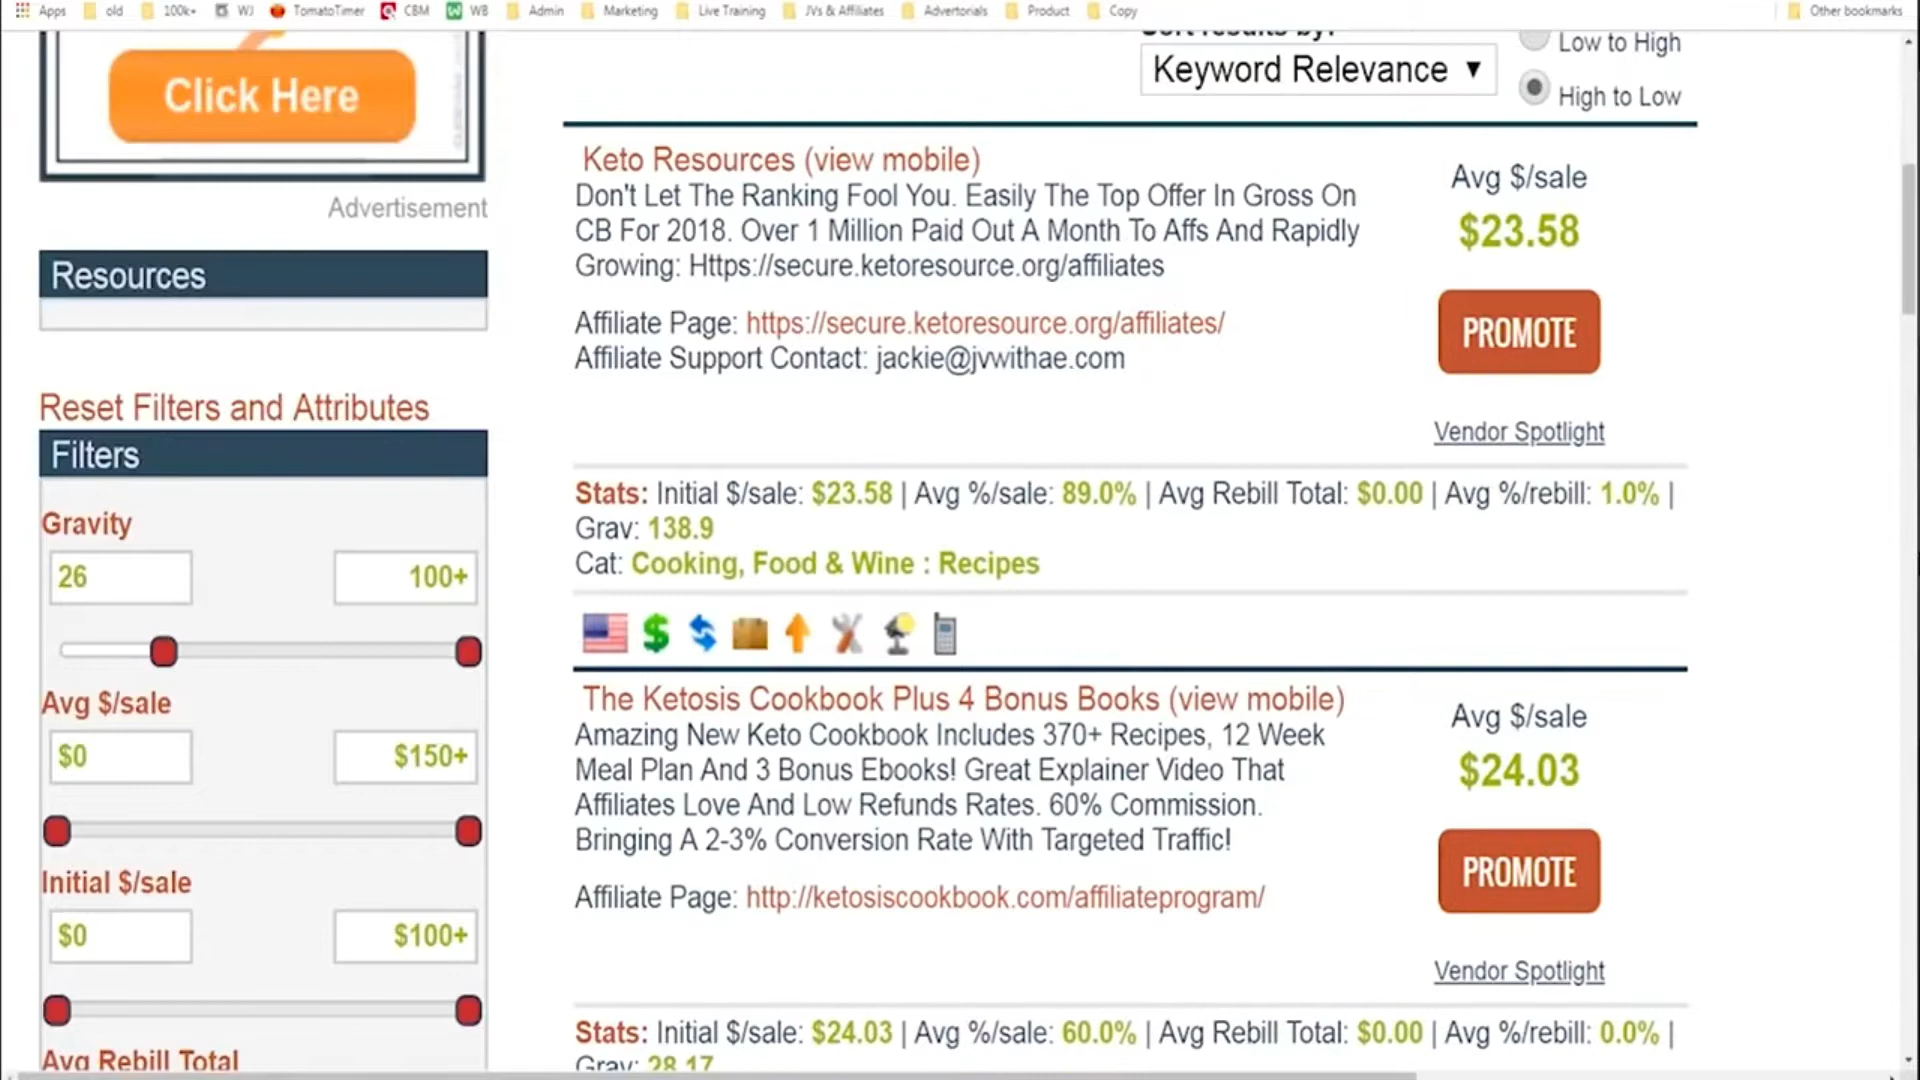 Apps old 100k+ WJ TomatoTimer CBM WB Admin Marketing Live Training JVs & Affiliates Advertorials Product Copy Other bookmarks
Click Here
Advertisement
Resources
Reset Filters and Attributes
Filters
Gravity
26 100+
Avg $/sale
$0 $150+
Initial $/sale
$0 $100+
Avg Rebill Total
Sort results by:
Keyword Relevance ▼
Low to High
High to Low
Keto Resources (view mobile)
Don't Let The Ranking Fool You. Easily The Top Offer In Gross On
CB For 2018. Over 1 Million Paid Out A Month To Affs And Rapidly
Growing: Https://secure.ketoresource.org/affiliates
Affiliate Page: https://secure.ketoresource.org/affiliates/
Affiliate Support Contact: jackie@jvwithae.com
Avg $/sale
$23.58
PROMOTE
Vendor Spotlight
Stats: Initial $/sale: $23.58 | Avg %/sale: 89.0% | Avg Rebill Total: $0.00 | Avg %/rebill: 1.0% |
Grav: 138.9
Cat: Cooking, Food & Wine : Recipes
The Ketosis Cookbook Plus 4 Bonus Books (view mobile)
Amazing New Keto Cookbook Includes 370+ Recipes, 12 Week
Meal Plan And 3 Bonus Ebooks! Great Explainer Video That
Affiliates Love And Low Refunds Rates. 60% Commission.
Bringing A 2-3% Conversion Rate With Targeted Traffic!
Affiliate Page: http://ketosiscookbook.com/affiliateprogram/
Avg $/sale
$24.03
PROMOTE
Vendor Spotlight
Stats: Initial $/sale: $24.03 | Avg %/sale: 60.0% | Avg Rebill Total: $0.00 | Avg %/rebill: 0.0% |
Grav: 28.17